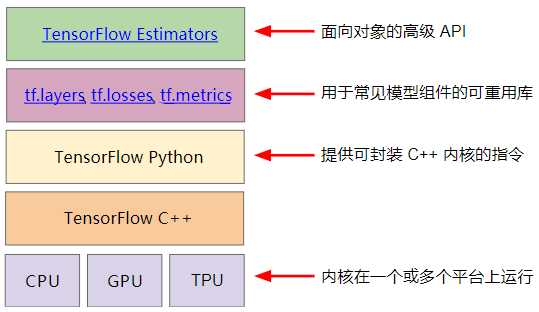 TensorFlow Estimators
面向对象的高级 API
tf.layers, tf.losses, tf.metrics
用于常见模型组件的可重用库
TensorFlow Python
提供可封装 C++ 内核的指令
TensorFlow C++
CPU GPU TPU
内核在一个或多个平台上运行